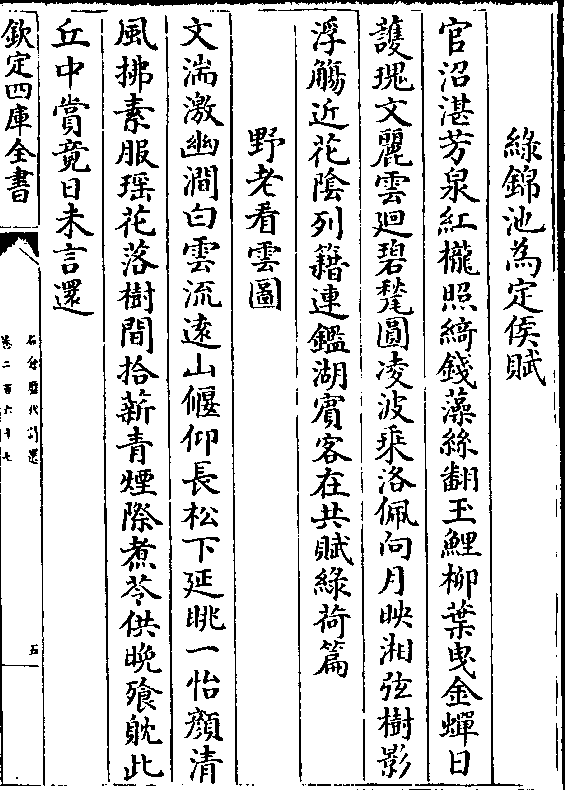 綠錦池為定侯賦
官沼湛芳泉紅櫳照綺錢藻絲翻玉鯉柳葉曳金蟬日
䕶瑰文麗雲廻碧甃圓凌波乗洛佩向月映湘弦樹影
浮觴近花隂列籍連鑑湖賓客在共賦綠荷篇
野老看雲圖
文湍激幽澗白雲流遠山偃仰長松下延眺一怡顏清
風拂素服瑶花落樹間拾薪青煙際煮苓供晚飱躭此
丘中賞竟日未言還
欽定四庫全書
石倉歷代詩選
卷二百六十七
五